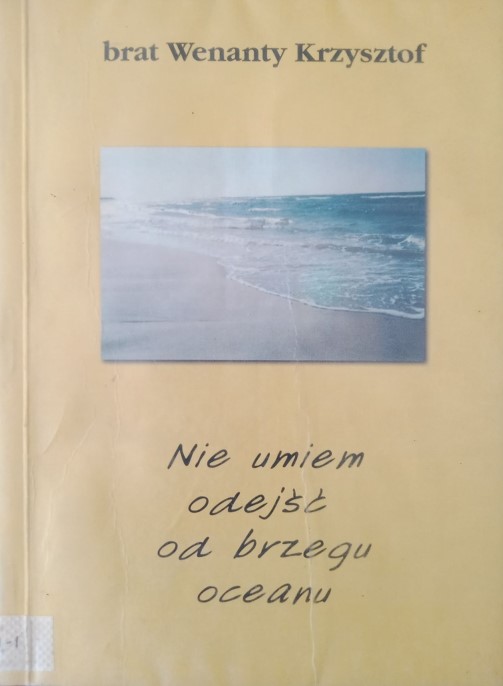 brat Wenanty Krzysztof
Nie umiem
odejść
od brzegu
oceanu